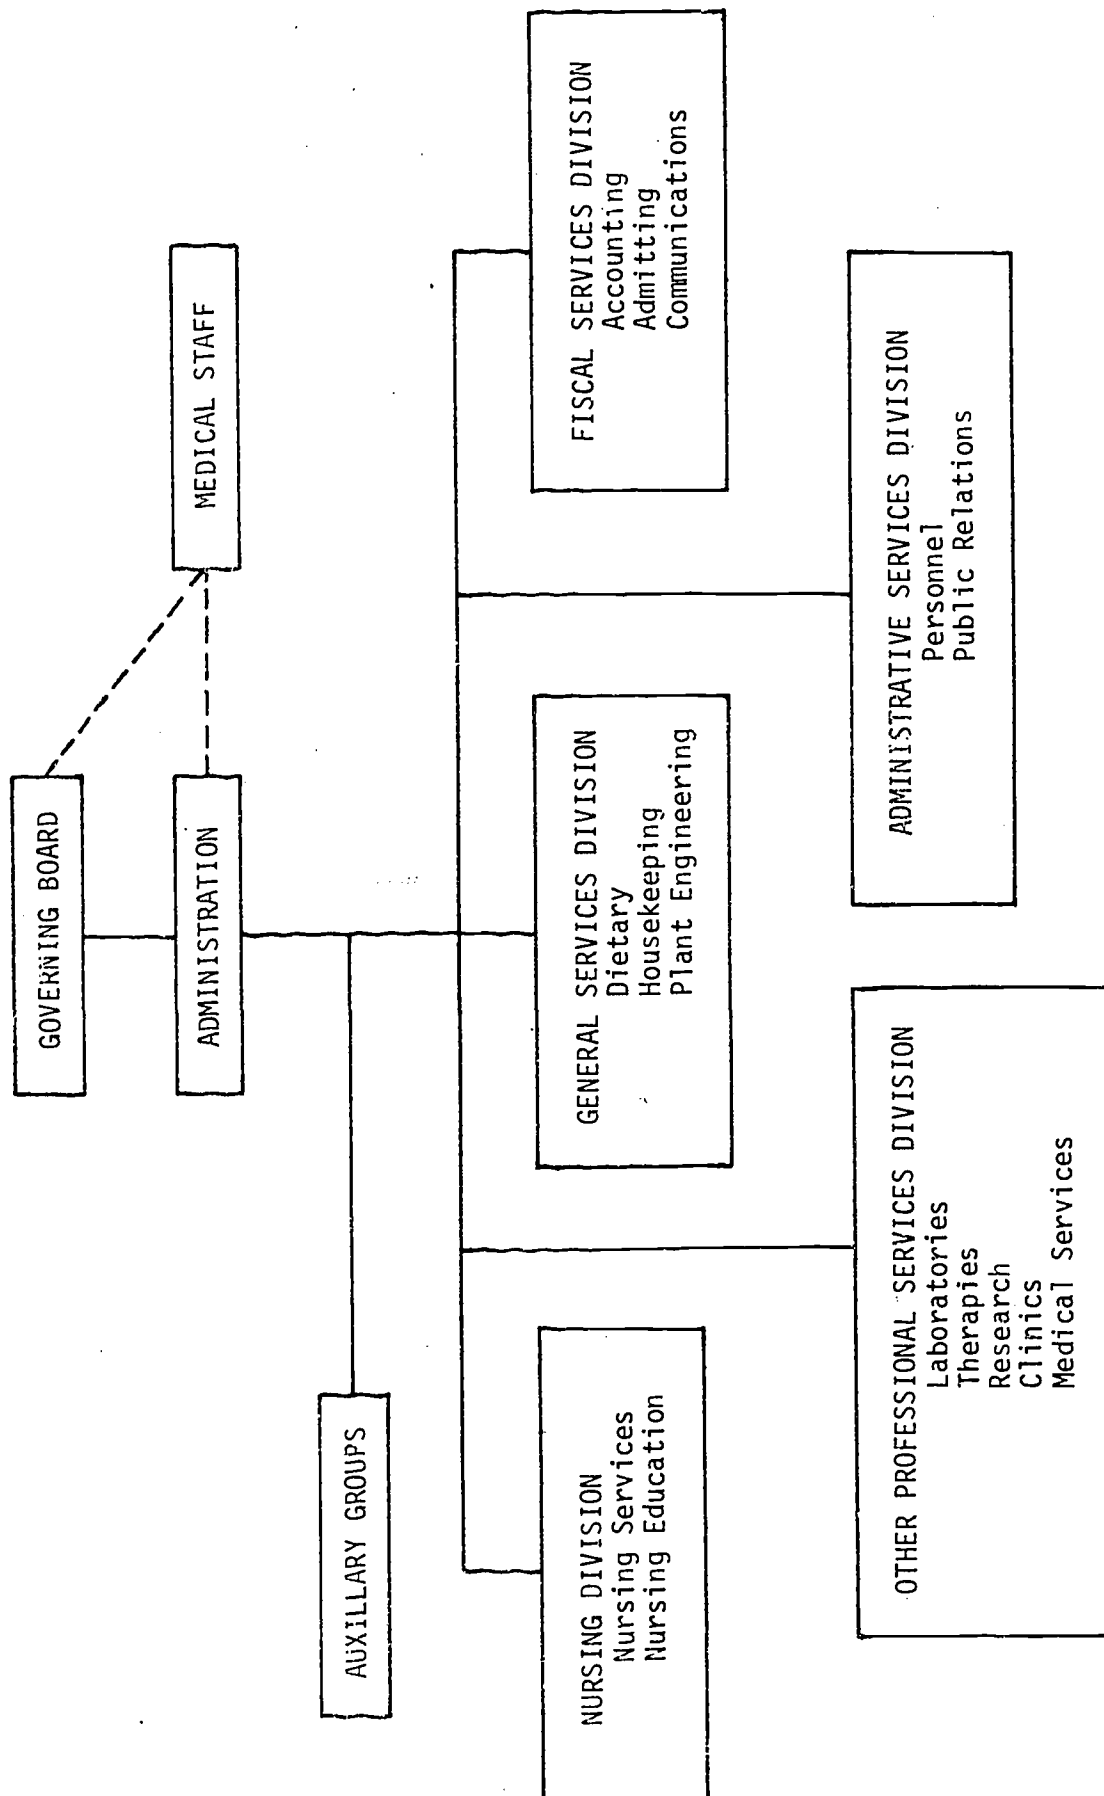 GOVERNING BOARD
ADMINISTRATION
MEDICAL STAFF
AUXILLARY GROUPS
NURSING DIVISION
Nursing Services
Nursing Education
GENERAL SERVICES DIVISION
Dietary
Housekeeping
Plant Engineering
FISCAL SERVICES DIVISION
Accounting
Admitting
Communications
OTHER PROFESSIONAL SERVICES DIVISION
Laboratories
Therapies
Research
Clinics
Medical Services
ADMINISTRATIVE SERVICES DIVISION
Personnel
Public Relations